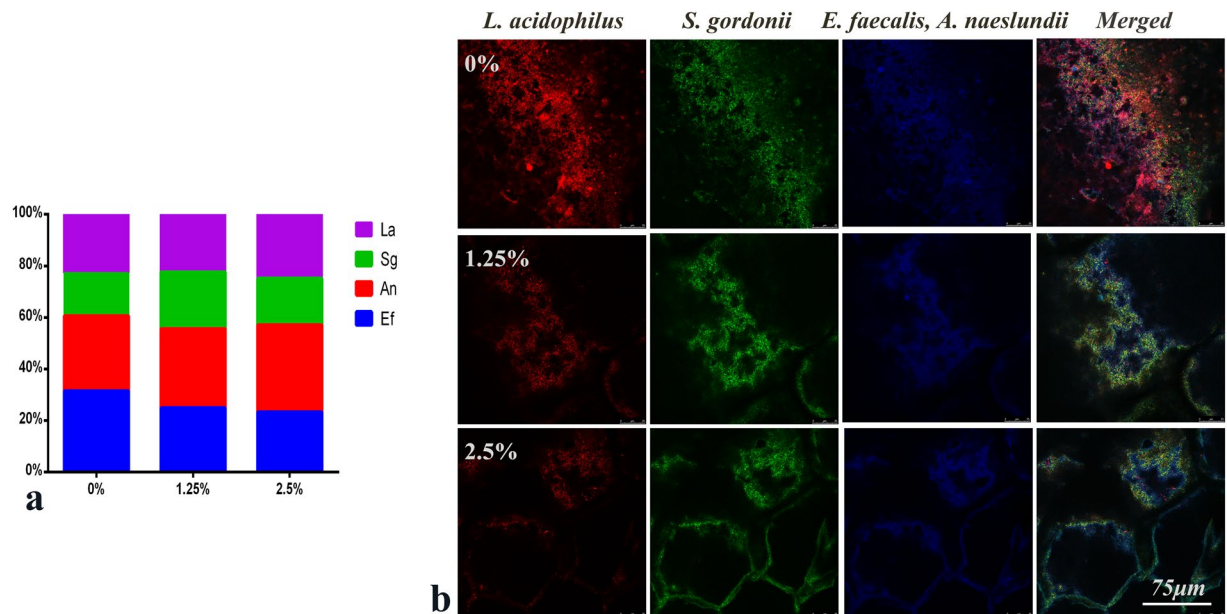 L. acidophilus S. gordonii E. faecalis, A. naeslundii Merged
0%
1.25%
2.5%
75µm
b
100%
80%
60%
40%
20%
0%
0% 1.25% 2.5%
La
Sg
An
Ef
a